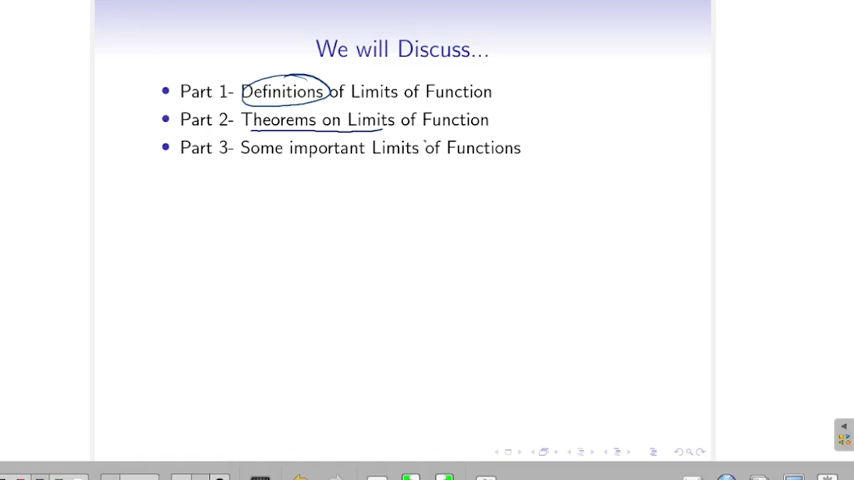 We will Discuss...
Part 1- Definitions of Limits of Function
Part 2- Theorems on Limits of Function
Part 3- Some important Limits of Functions